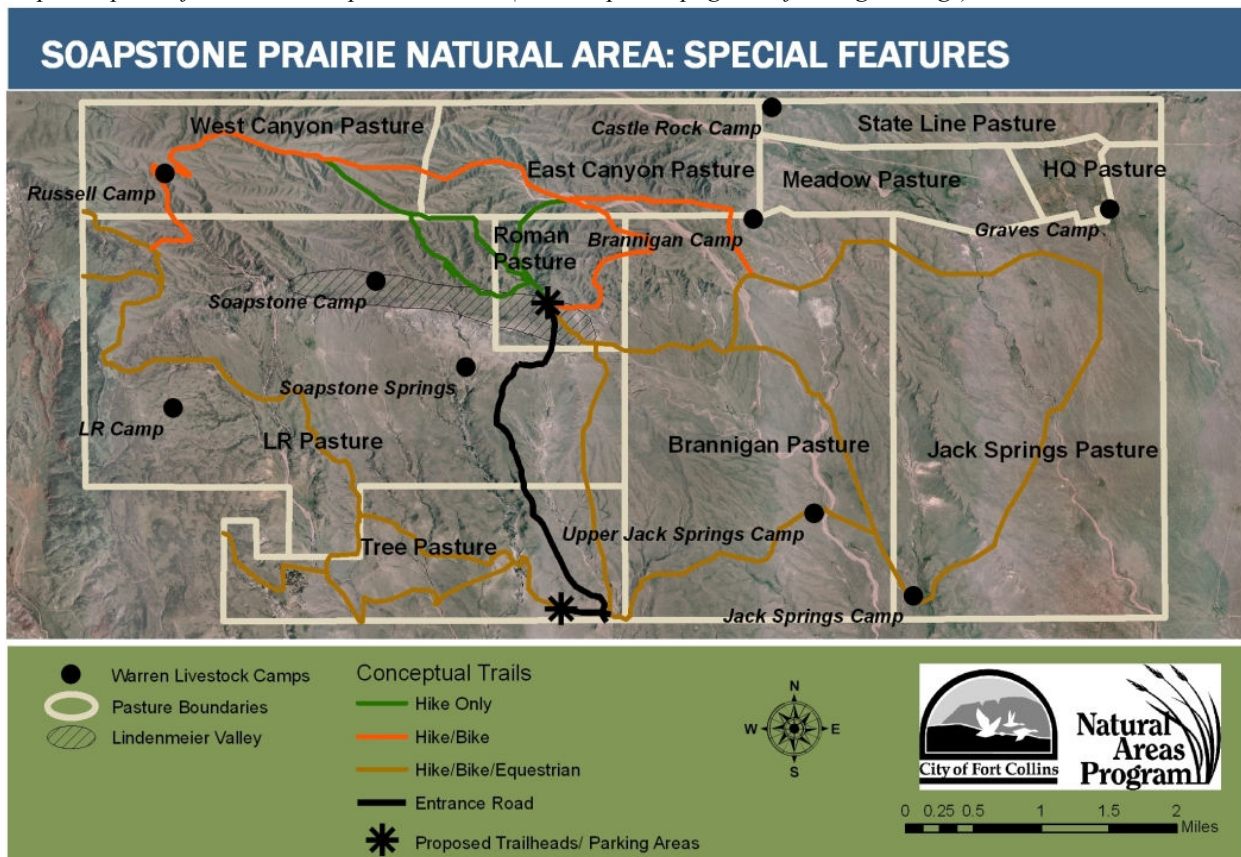 SOAPSTONE PRAIRIE NATURAL AREA: SPECIAL FEATURES
West Canyon Pasture
Castle Rock Camp
State Line Pasture
Russell Camp
East Canyon Pasture
Meadow Pasture
HQ Pasture
Roman
Pasture
Brannigan Camp
Graves Camp
Soapstone Camp
Soapstone Springs
LR Camp
LR Pasture
Brannigan Pasture
Jack Springs Pasture
Tree Pasture
Upper Jack Springs Camp
Jack Springs Camp
Warren Livestock Camps
Pasture Boundaries
Lindenmeier Valley
Conceptual Trails
Hike Only
Hike/Bike
Hike/Bike/Equestrian
Entrance Road
Proposed Trailheads/ Parking Areas
N
W E
S
City of Fort Collins
Natural
Areas
Program
0 0.25 0.5 1 1.5 2
Miles